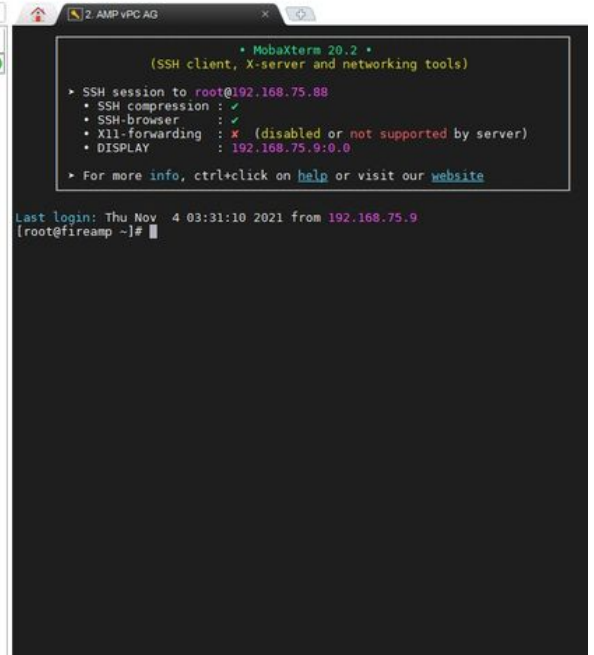 2. AMP vPC AG
• MobaXterm 20.2 •
(SSH client, X-server and networking tools)
➤ SSH session to root@192.168.75.88
• SSH compression : ✔
• SSH-browser : ✔
• X11-forwarding : ✘ (disabled or not supported by server)
• DISPLAY : 192.168.75.9:0.0
➤ For more info, ctrl+click on help or visit our website
Last login: Thu Nov 4 03:31:10 2021 from 192.168.75.9
[root@fireamp ~]#